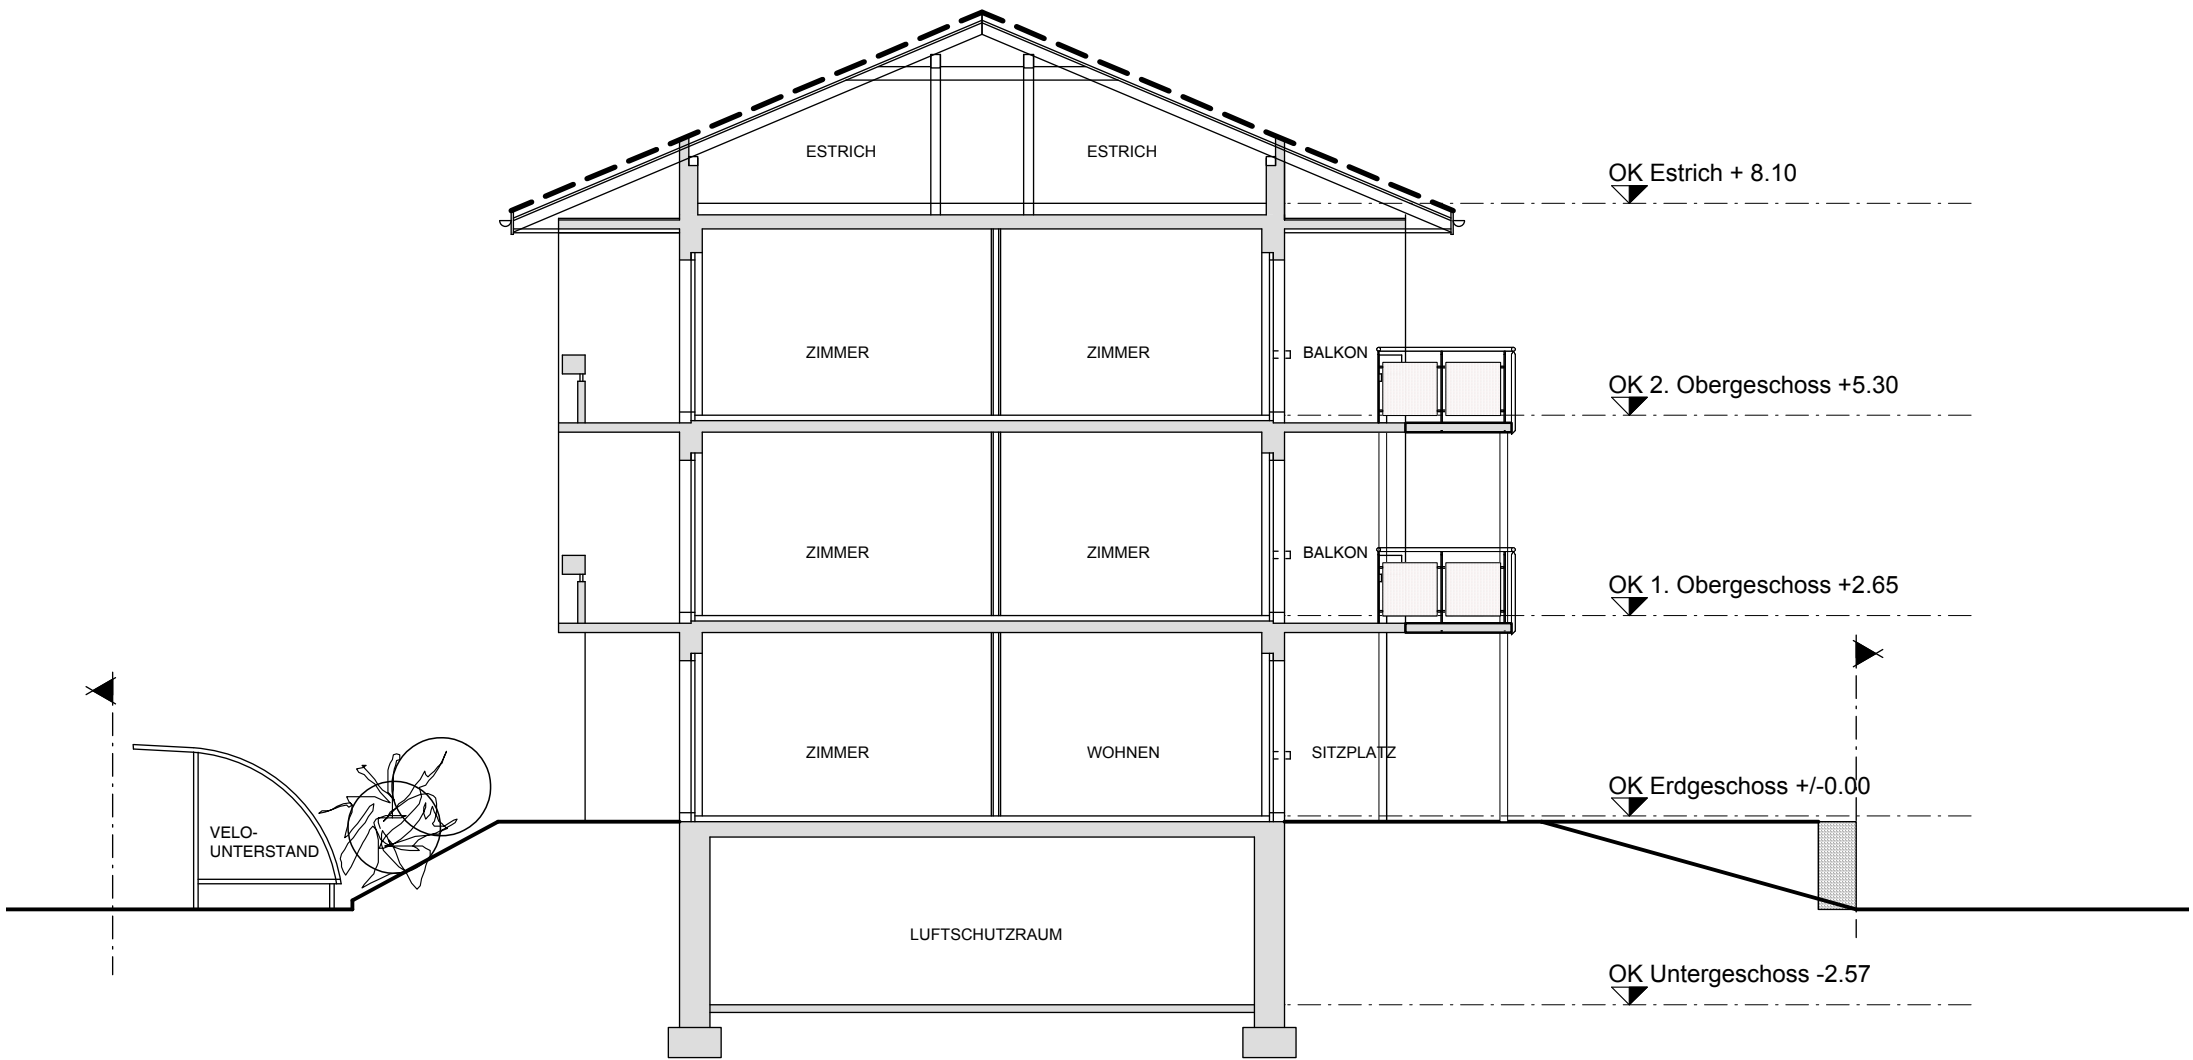 ESTRICH
ESTRICH
OK Estrich + 8.10
ZIMMER
ZIMMER
BALKON
OK 2. Obergeschoss +5.30
ZIMMER
ZIMMER
BALKON
OK 1. Obergeschoss +2.65
ZIMMER
WOHNEN
SITZPLATZ
OK Erdgeschoss +/-0.00
VELO-
UNTERSTAND
LUFTSCHUTZRAUM
OK Untergeschoss -2.57